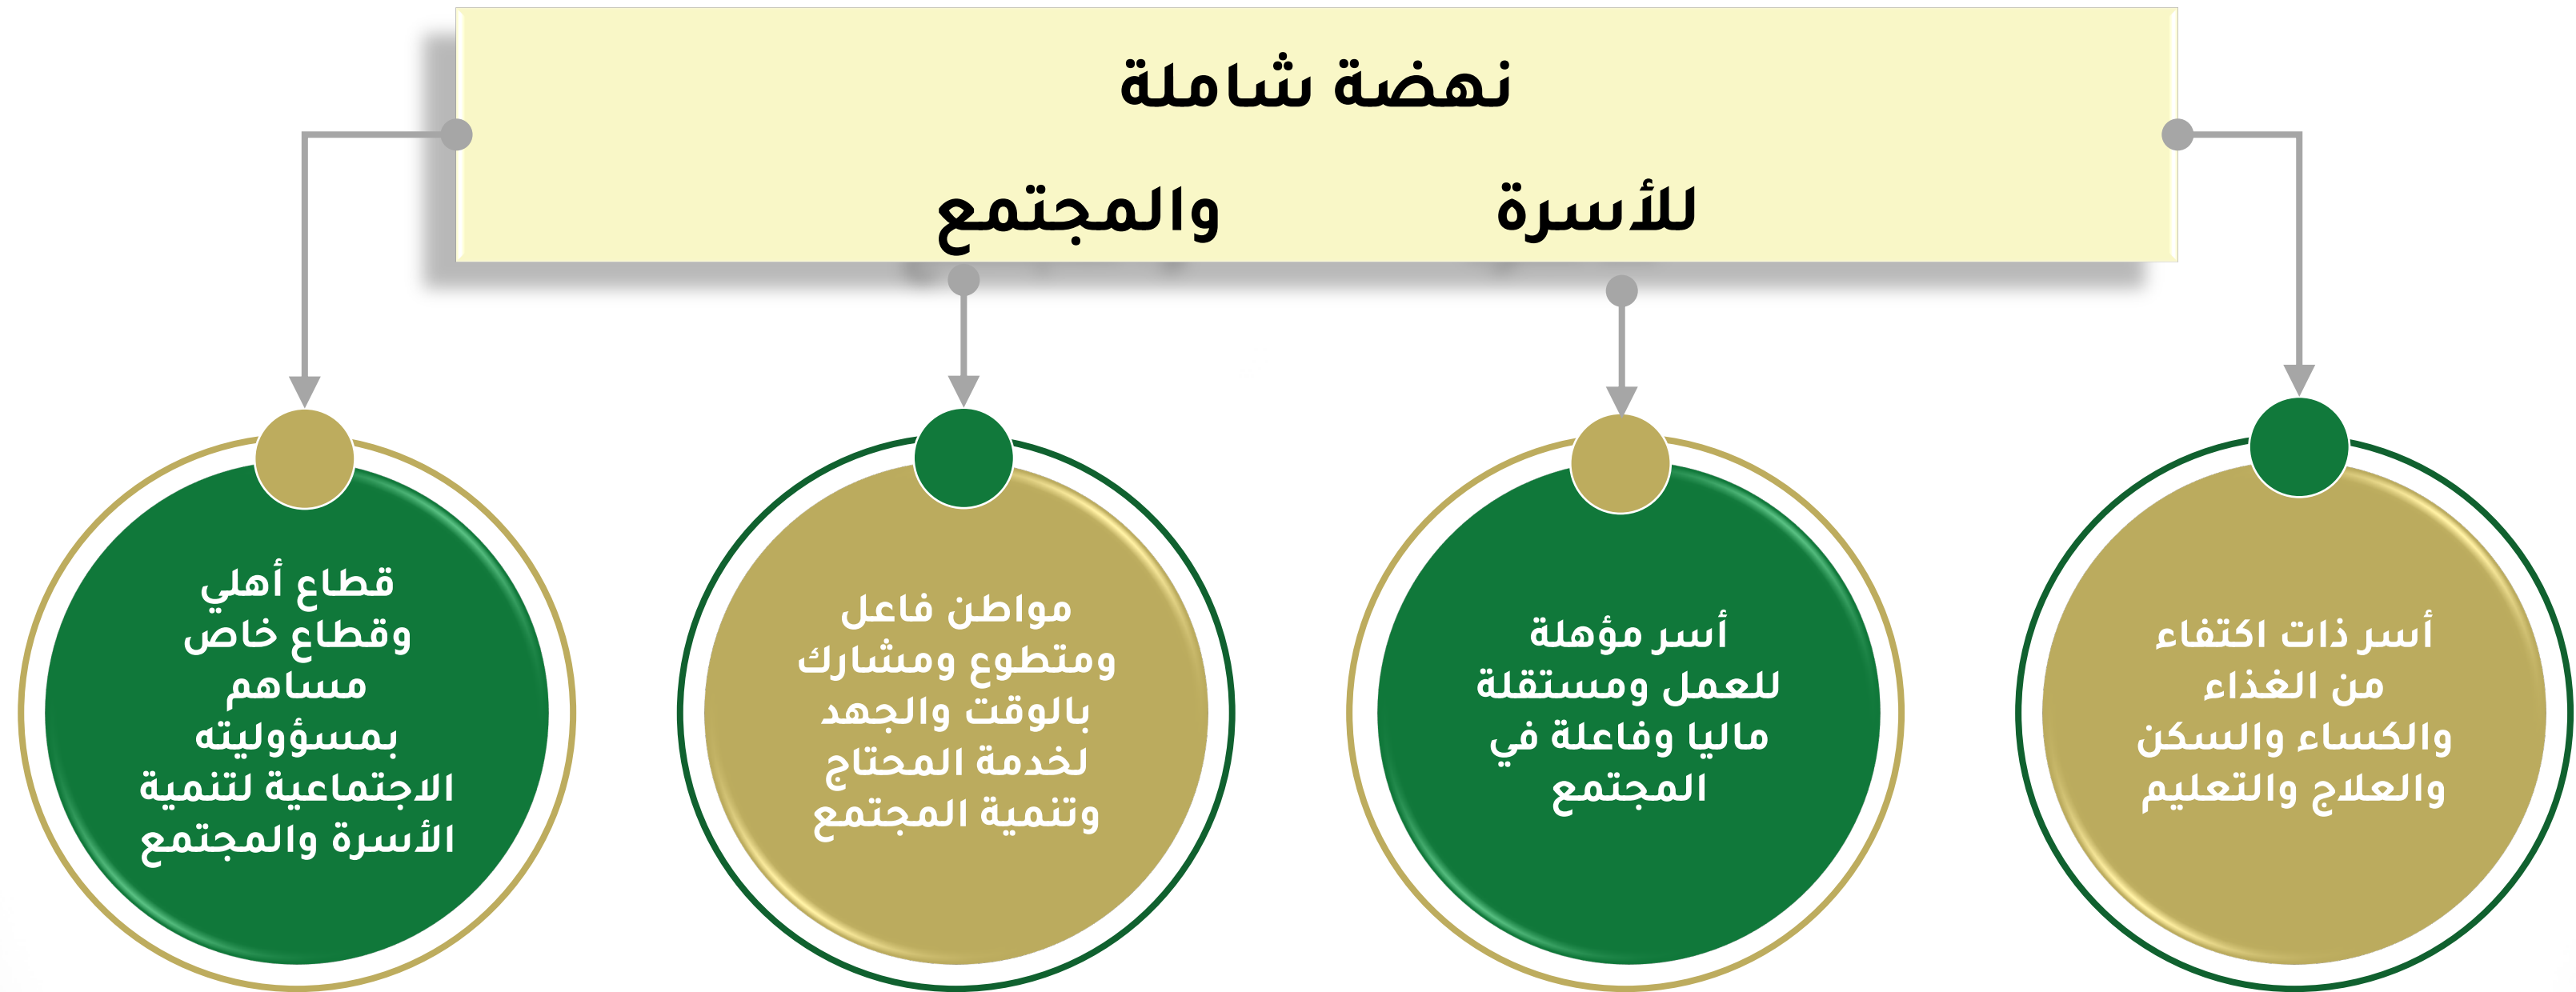 نهضة شاملة
للأسرة والمجتمع
أسر ذات اكتفاء
من الغذاء
والكساء والسكن
والعلاج والتعليم
أسر مؤهلة
للعمل ومستقلة
ماليا وفاعلة في
المجتمع
مواطن فاعل
ومتطوع ومشارك
بالوقت والجهد
لخدمة المحتاج
وتنمية المجتمع
قطاع أهلي
وقطاع خاص
مساهم
بمسؤوليته
الاجتماعية لتنمية
الأسرة والمجتمع